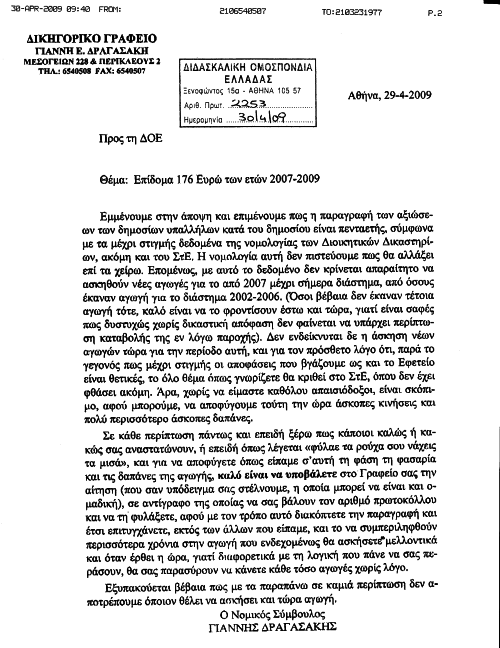 30-APR-2009 09:40 FROM: 2106540507 TO:2103231977 P.2
ΔΙΚΗΓΟΡΙΚΟ ΓΡΑΦΕΙΟ
ΓΙΑΝΝΗ Ε. ΔΡΑΓΑΣΑΚΗ
ΜΕΣΟΓΕΙΩΝ 228 & ΠΕΡΙΚΛΕΟΥΣ 2
ΤΗΛ.: 6540508 FAX: 6540507
ΔΙΔΑΣΚΑΛΙΚΗ ΟΜΟΣΠΟΝΔΙΑ
ΕΛΛΑΔΑΣ
Ξενοφώντος 15α - ΑΘΗΝΑ 105 57
Αριθ. Πρωτ. 2253
Ημερομηνία 30/4/09
Αθήνα, 29-4-2009
Προς τη ΔΟΕ
Θέμα: Επίδομα 176 Ευρώ των ετών 2007-2009
Εμμένουμε στην άποψη και επιμένουμε πως η παραγραφή των αξιώσε-
ων των δημοσίων υπαλλήλων κατά του δημοσίου είναι πενταετής, σύμφωνα
με τα μέχρι στιγμής δεδομένα της νομολογίας των Διοικητικών Δικαστηρί-
ων, ακόμη και του ΣτΕ. Η νομολογία αυτή δεν πιστεύουμε πως θα αλλάξει
επί τα χείρω. Επομένως, με αυτό το δεδομένο δεν κρίνεται απαραίτητο να
ασκηθούν νέες αγωγές για το από 2007 μέχρι σήμερα διάστημα, από όσους
έκαναν αγωγή για το διάστημα 2002-2006. (Όσοι βέβαια δεν έκαναν τέτοια
αγωγή τότε, καλό είναι να το φροντίσουν έστω και τώρα, γιατί είναι σαφές
πως δυστυχώς χωρίς δικαστική απόφαση δεν φαίνεται να υπάρχει περίπτω-
ση καταβολής της εν λόγω παροχής). Δεν ενδείκνυται δε η άσκηση νέων
αγωγών τώρα για την περίοδο αυτή, και για τον πρόσθετο λόγο ότι, παρά το
γεγονός πως μέχρι στιγμής οι αποφάσεις που βγάζουμε ως και το Εφετείο
είναι θετικές, το όλο θέμα όπως γνωρίζετε θα κριθεί στο ΣτΕ, όπου δεν έχει
φθάσει ακόμη. Άρα, χωρίς να είμαστε καθόλου απαισιόδοξοι, είναι σκόπι-
μο, αφού μπορούμε, να αποφύγουμε τούτη την ώρα άσκοπες κινήσεις και
πολύ περισσότερο άσκοπες δαπάνες.
Σε κάθε περίπτωση πάντως και επειδή ξέρω πως κάποιοι καλώς ή κα-
κώς σας αναστατώνουν, ή επειδή όπως λέγεται «φύλαε τα ρούχα σου νάχεις
τα μισά», και για να αποφύγετε όπως είπαμε σ'αυτή τη φάση τη φασαρία
και τις δαπάνες της αγωγής, καλό είναι να υποβάλετε στο Γραφείο σας την
αίτηση (που σαν υπόδειγμα σας στέλνουμε, η οποία μπορεί να είναι και ο-
μαδική), σε αντίγραφο της οποίας να σας βάλουν τον αριθμό πρωτοκόλλου
και να τη φυλάξετε, αφού με τον τρόπο αυτό διακόπτετε την παραγραφή και
έτσι επιτυγχάνετε, εκτός των άλλων που είπαμε, και το να συμπεριληφθούν
περισσότερα χρόνια στην αγωγή που ενδεχομένως θα ασκήσετε μελλοντικά
και όταν έρθει η ώρα, γιατί διαφορετικά με τη λογική που πάνε να σας πε-
ράσουν, θα σας παρασύρουν να κάνετε κάθε τόσο αγωγές χωρίς λόγο.
Εξυπακούεται βέβαια πως με τα παραπάνω σε καμιά περίπτωση δεν α-
ποτρέπουμε όποιον θέλει να ασκήσει και τώρα αγωγή.
Ο Νομικός Σύμβουλος
ΓΙΑΝΝΗΣ ΔΡΑΓΑΣΑΚΗΣ